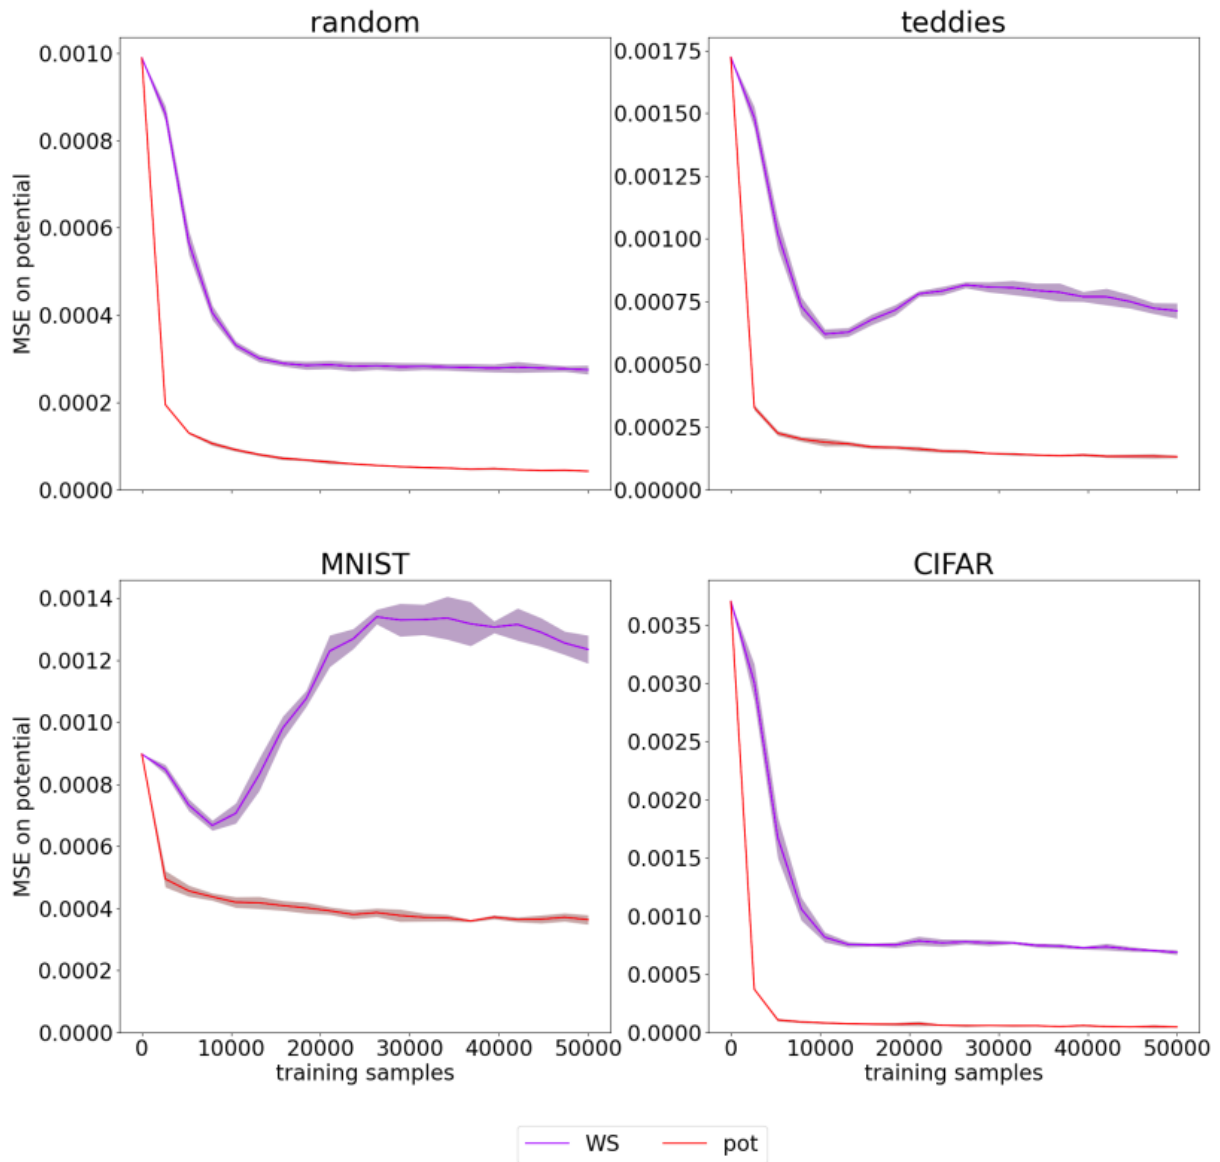 random
0.0010
0.0008
0.0006
0.0004
0.0002
0.0000
MSE on potential
teddies
0.00175
0.00150
0.00125
0.00100
0.00075
0.00050
0.00025
0.00000
MNIST
0.0014
0.0012
0.0010
0.0008
0.0006
0.0004
0.0002
0.0000
MSE on potential
0 10000 20000 30000 40000 50000
training samples
CIFAR
0.0035
0.0030
0.0025
0.0020
0.0015
0.0010
0.0005
0.0000
0 10000 20000 30000 40000 50000
training samples
WS pot